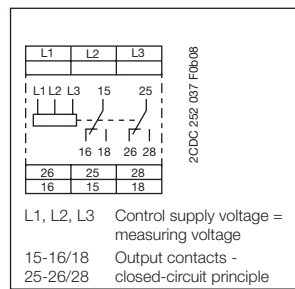 L1 L2 L3
L1 L2 L3 15 25
16 18 26 28
26 25 28
16 15 18
2CDC 252 037 F0b08
L1, L2, L3 Control supply voltage =
measuring voltage
15-16/18 Output contacts -
25-26/28 closed-circuit principle